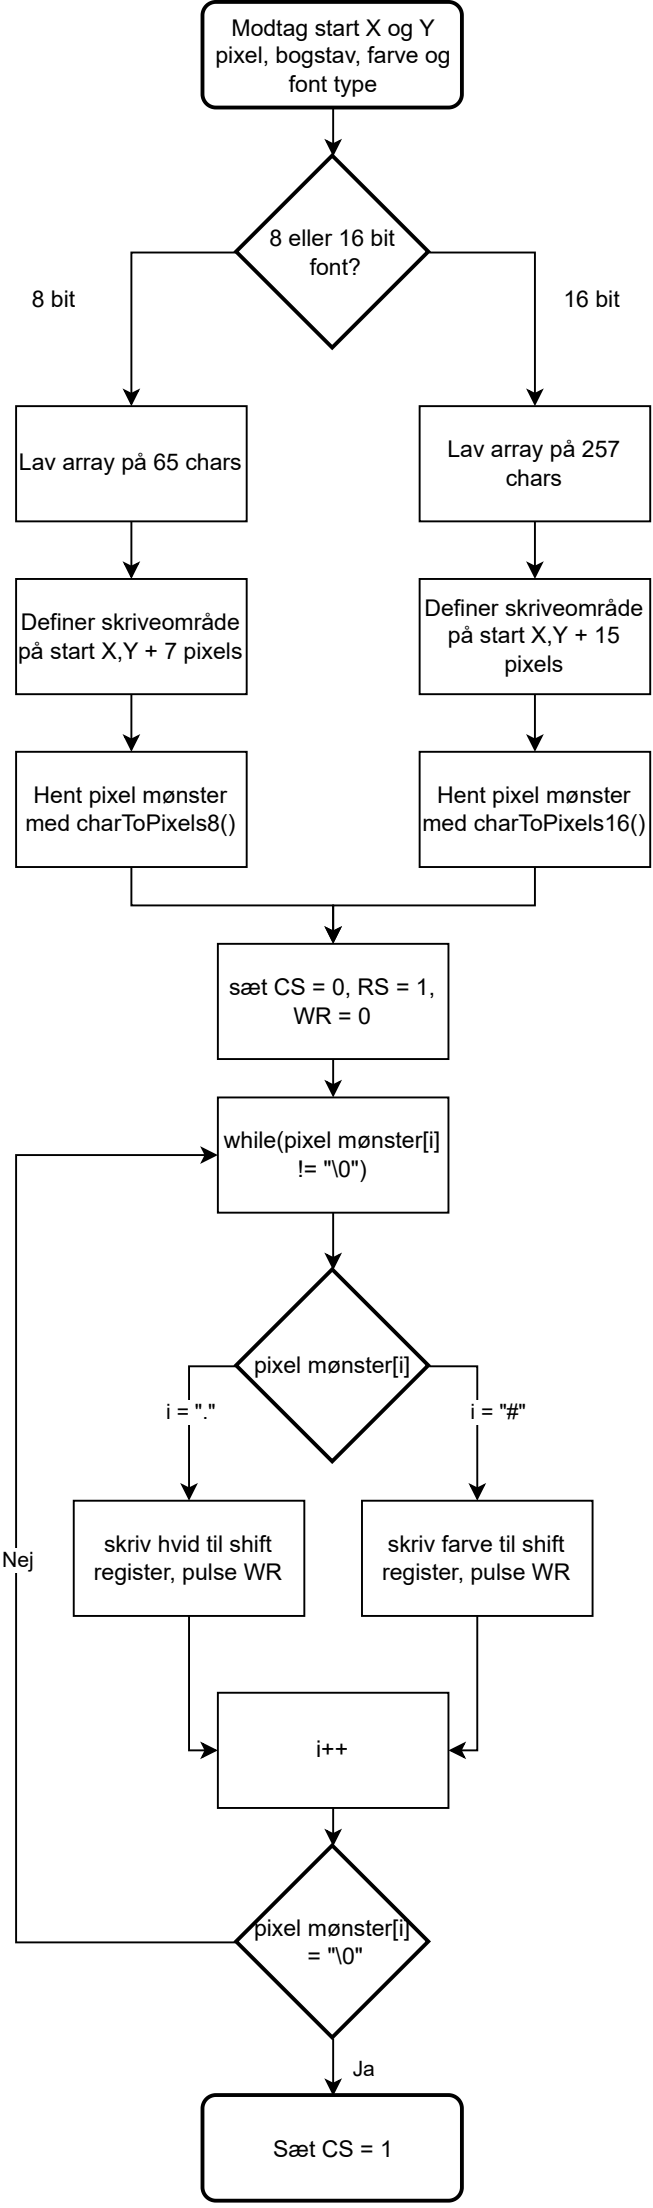 Modtag start X og Y
pixel, bogstav, farve og
font type
8 eller 16 bit
font?
8 bit
16 bit
Lav array på 65 chars
Lav array på 257
chars
Definer skriveområde
på start X,Y + 7 pixels
Definer skriveområde
på start X,Y + 15
pixels
Hent pixel mønster
med charToPixels8()
Hent pixel mønster
med charToPixels16()
sæt CS = 0, RS = 1,
WR = 0
while(pixel mønster[i]
!= "\0")
pixel mønster[i]
i = "."
i = "#"
skriv hvid til shift
register, pulse WR
skriv farve til shift
register, pulse WR
Nej
i++
pixel mønster[i]
= "\0"
Ja
Sæt CS = 1